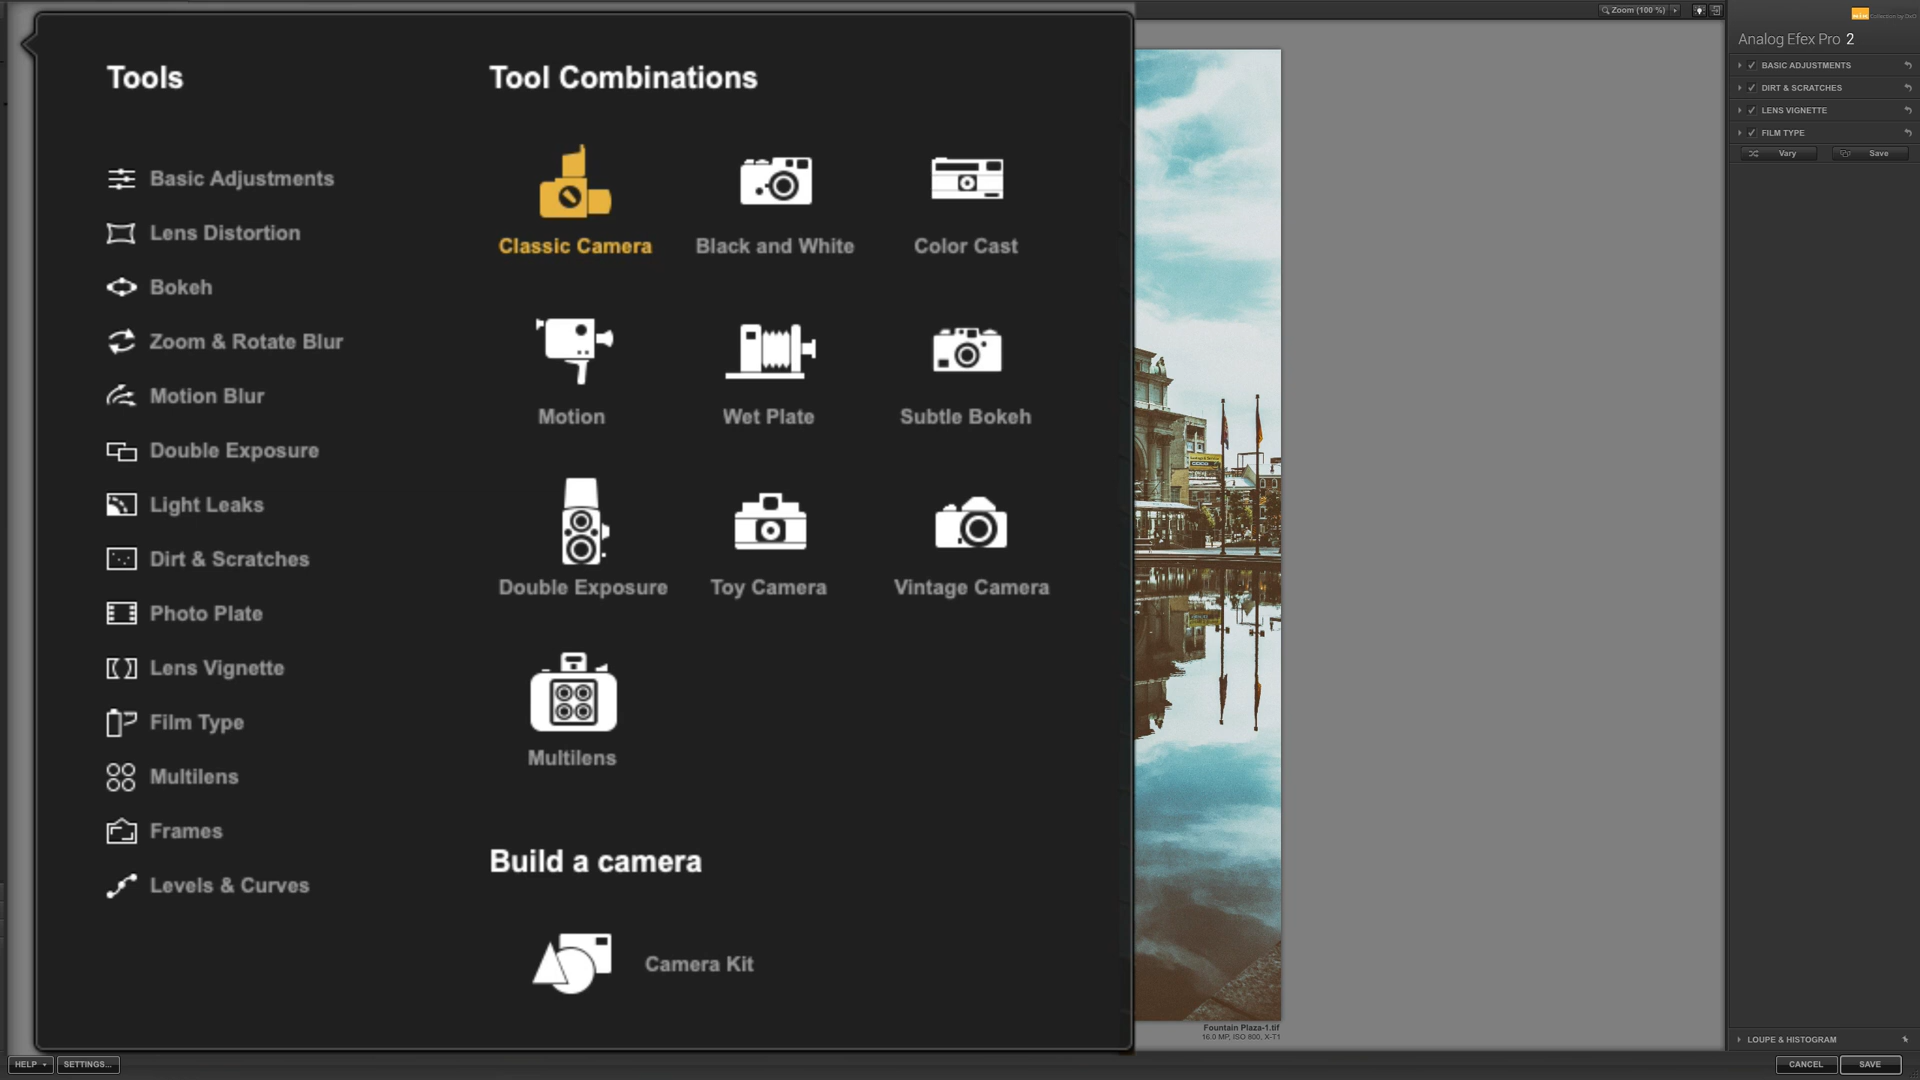 Zoom (100 %)
nik Collection by DxO
Analog Efex Pro 2
BASIC ADJUSTMENTS
DIRT & SCRATCHES
LENS VIGNETTE
FILM TYPE
Vary
Save
Tools
Basic Adjustments
Lens Distortion
Bokeh
Zoom & Rotate Blur
Motion Blur
Double Exposure
Light Leaks
Dirt & Scratches
Photo Plate
Lens Vignette
Film Type
Multilens
Frames
Levels & Curves
Tool Combinations
Classic Camera
Black and White
Color Cast
Motion
Wet Plate
Subtle Bokeh
Double Exposure
Toy Camera
Vintage Camera
Multilens
Build a camera
Camera Kit
Fountain Plaza-1.tif
16.0 MP, ISO 800, X-T1
LOUPE & HISTOGRAM
HELP
SETTINGS...
CANCEL
SAVE